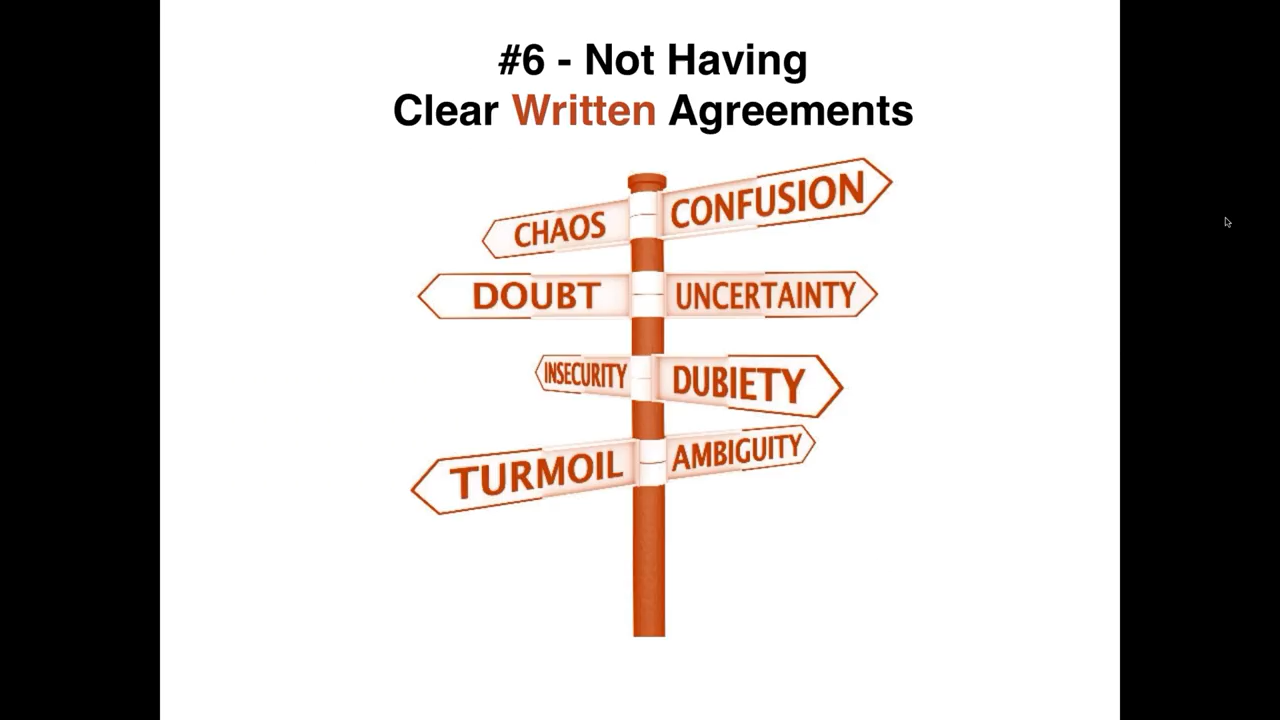 #6 - Not Having
Clear Written Agreements
CHAOS
CONFUSION
DOUBT
UNCERTAINTY
INSECURITY
DUBIETY
TURMOIL
AMBIGUITY